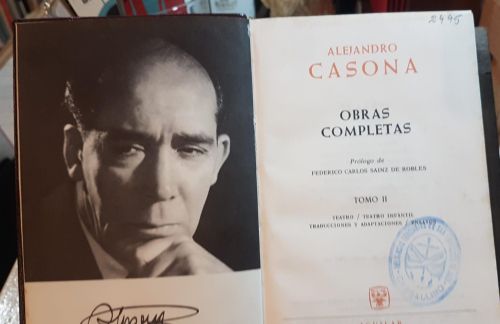 2495
ALEJANDRO
CASONA
OBRAS
COMPLETAS
Prólogo de
FEDERICO CARLOS SAINZ DE ROBLES
TOMO II
TEATRO / TEATRO INFANTIL
TRADUCCIONES Y ADAPTACIONES / ENSAYOS